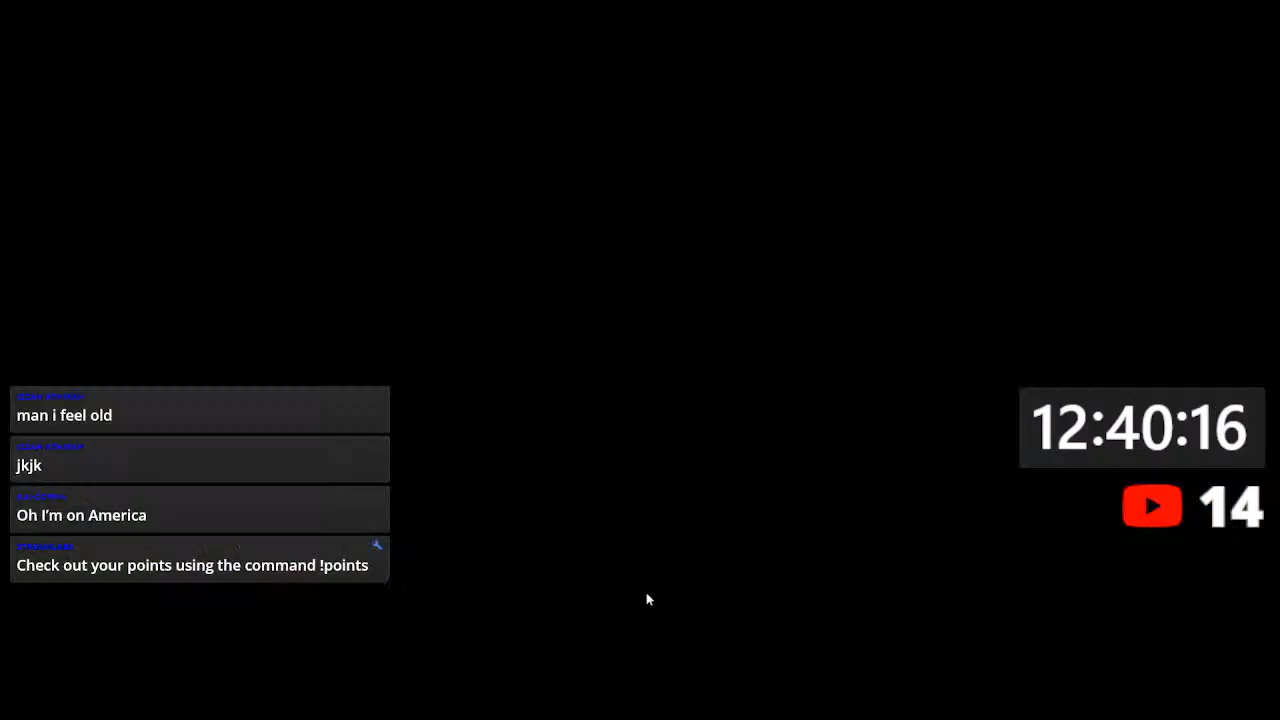 man i feel old
jkjk
Oh I'm on America
Check out your points using the command !points
12:40:16
14